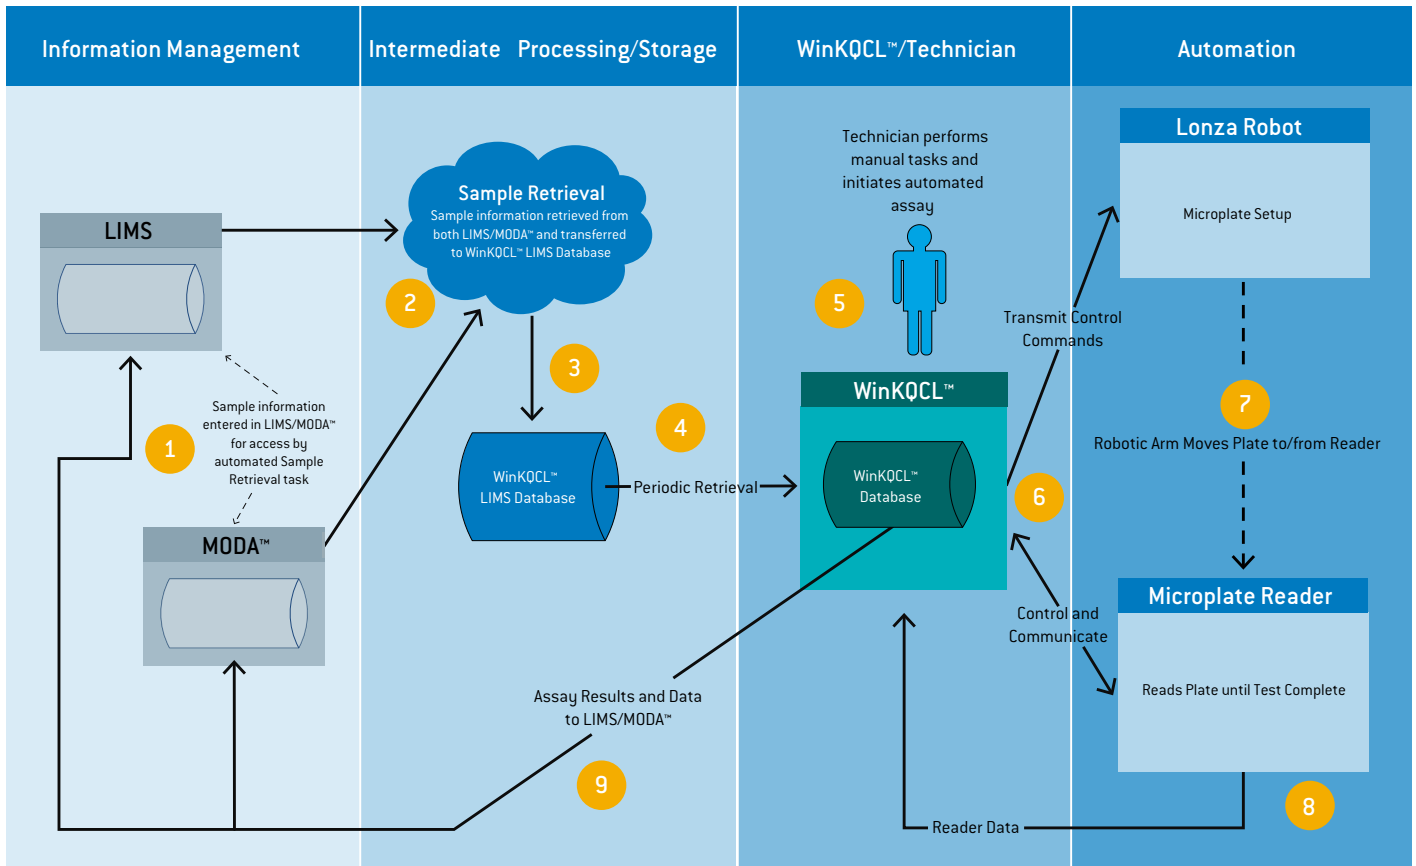 Information Management
Intermediate Processing/Storage
WinKQCL™/Technician
Automation
LIMS
1
Sample information
entered in LIMS/MODA™
for access by
automated Sample
Retrieval task
MODA™
Sample Retrieval
Sample information retrieved from
both LIMS/MODA™ and transferred
to WinKQCL™ LIMS Database
2
3
WinKQCL™
LIMS Database
4
Periodic Retrieval
Technician performs
manual tasks and
initiates automated
assay
5
WinKQCL™
WinKQCL™
Database
Transmit Control
Commands
6
Control and
Communicate
Lonza Robot
Microplate Setup
7
Robotic Arm Moves Plate to/from Reader
Microplate Reader
Reads Plate until Test Complete
8
Reader Data
Assay Results and Data
to LIMS/MODA™
9